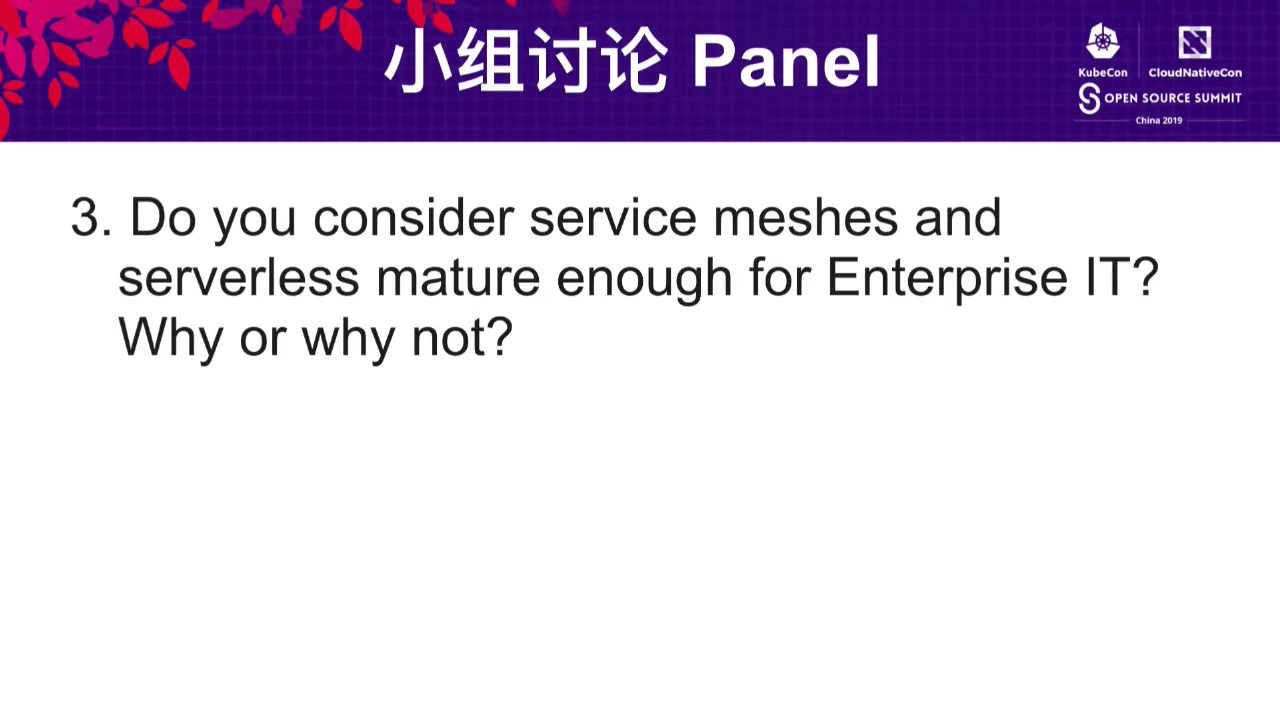 小组讨论 Panel
KubeCon
CloudNativeCon
OPEN SOURCE SUMMIT
China 2019
3. Do you consider service meshes and
serverless mature enough for Enterprise IT?
Why or why not?